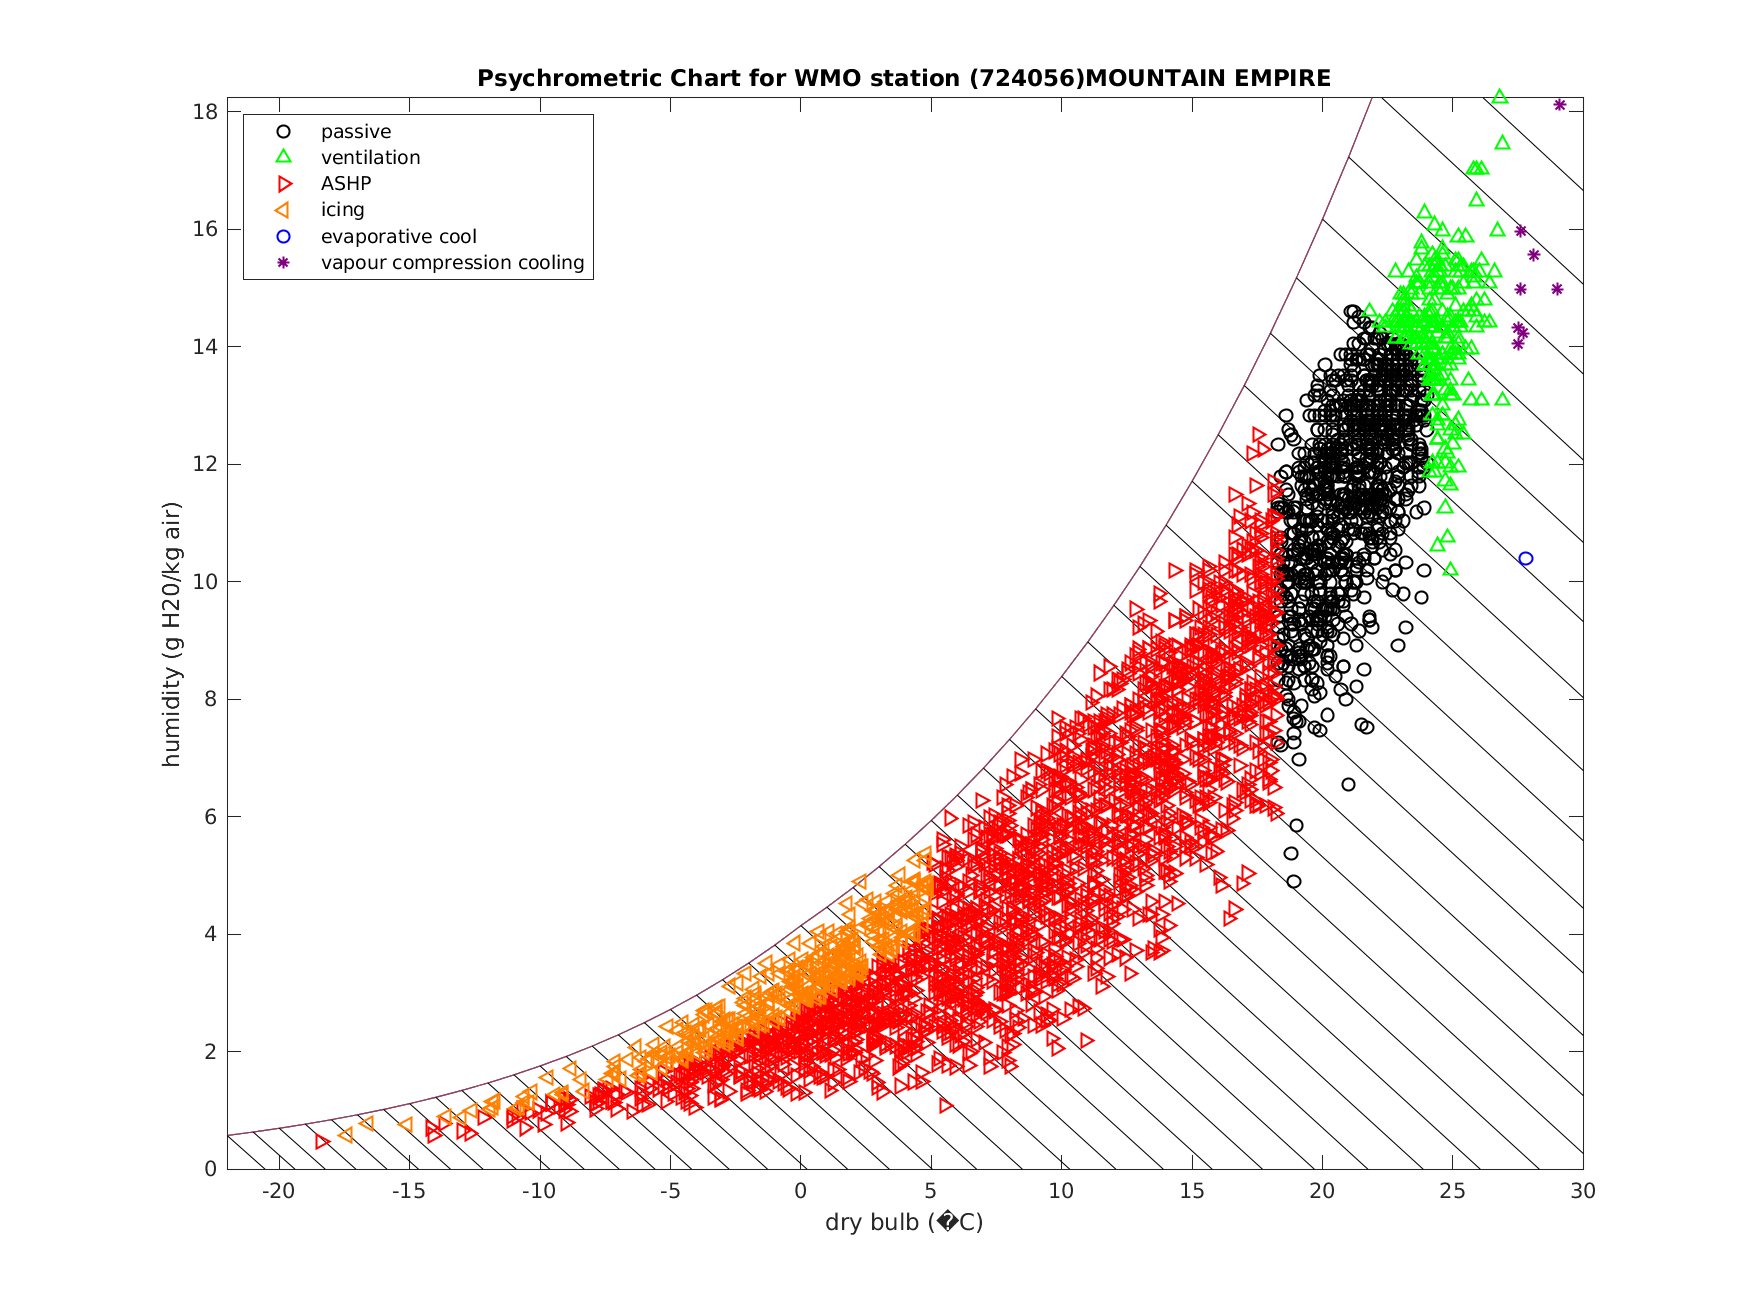 Psychrometric Chart for WMO station (724056)MOUNTAIN EMPIRE
passive
ventilation
ASHP
icing
evaporative cool
vapour compression cooling
humidity (g H20/kg air)
18
16
14
12
10
8
6
4
2
0
-20 -15 -10 -5 0 5 10 15 20 25 30
dry bulb (�C)